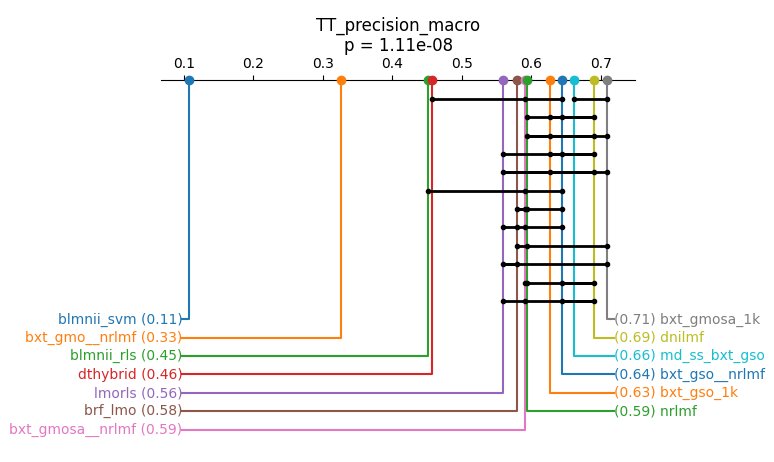 TT_precision_macro
p = 1.11e-08
0.1 0.2 0.3 0.4 0.5 0.6 0.7
blmnii_svm (0.11)
bxt_gmo__nrlmf (0.33)
blmnii_rls (0.45)
dthybrid (0.46)
lmorls (0.56)
brf_lmo (0.58)
bxt_gmosa__nrlmf (0.59)
(0.71) bxt_gmosa_1k
(0.69) dnilmf
(0.66) md_ss_bxt_gso
(0.64) bxt_gso__nrlmf
(0.63) bxt_gso_1k
(0.59) nrlmf